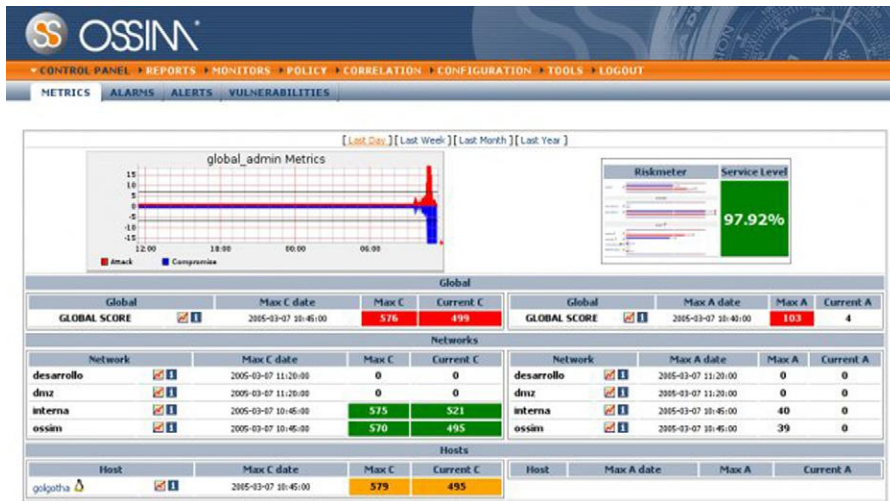 OSSIM
CONTROL PANEL REPORTS MONITORS POLICY CORRELATION CONFIGURATION TOOLS LOGOUT
METRICS ALARMS ALERTS VULNERABILITIES
[ Last Day ] [ Last Week ] [ Last Month ] [ Last Year ]
global_admin Metrics
15
10
5
0
-5
-10
-15
12:00 18:00 00:00 06:00
Attack Compromise
Riskmeter Service Level
97.92%
Global
Global Max C date Max C Current C Global Max A date Max A Current A
GLOBAL SCORE 2005-03-07 10:45:00 576 499 GLOBAL SCORE 2005-03-07 10:40:00 103 4
Networks
Network Max C date Max C Current C Network Max A date Max A Current A
desarrollo 2005-03-07 11:20:00 0 0 desarrollo 2005-03-07 11:20:00 0 0
dmz 2005-03-07 11:20:00 0 0 dmz 2005-03-07 11:20:00 0 0
interna 2005-03-07 10:45:00 575 521 interna 2005-03-07 10:45:00 40 0
ossim 2005-03-07 10:45:00 570 495 ossim 2005-03-07 10:45:00 39 0
Hosts
Host Max C date Max C Current C Host Max A date Max A Current A
golgotha 2005-03-07 10:45:00 579 495